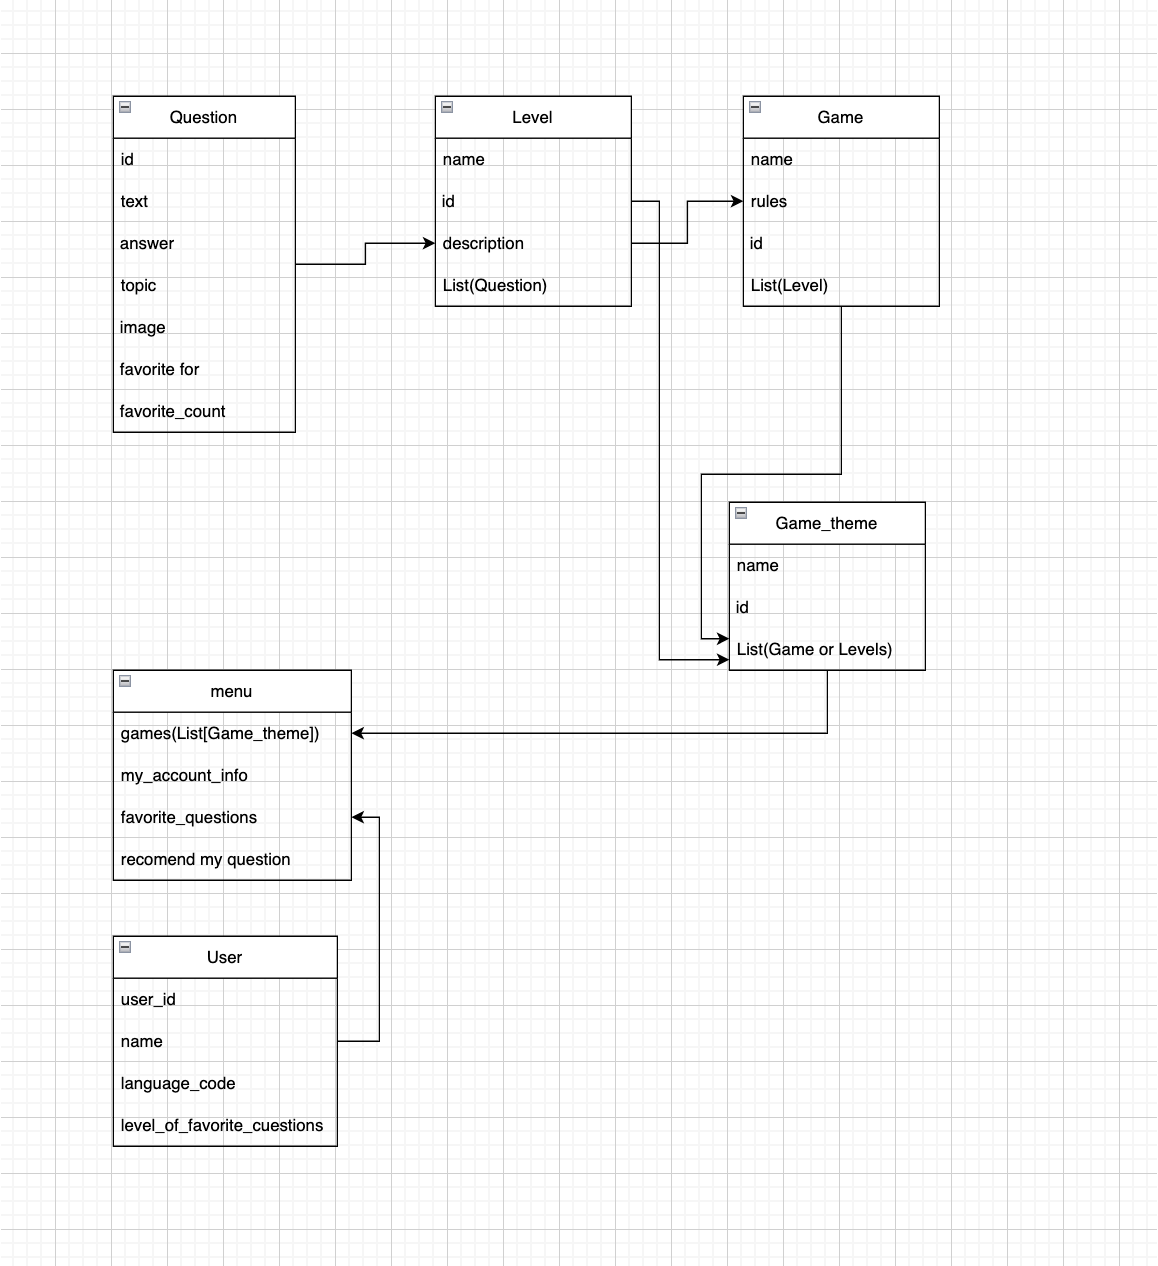 Question
id
text
answer
topic
image
favorite for
favorite_count
Level
name
id
description
List(Question)
Game
name
rules
id
List(Level)
Game_theme
name
id
List(Game or Levels)
menu
games(List[Game_theme])
my_account_info
favorite_questions
recomend my question
User
user_id
name
language_code
level_of_favorite_cuestions